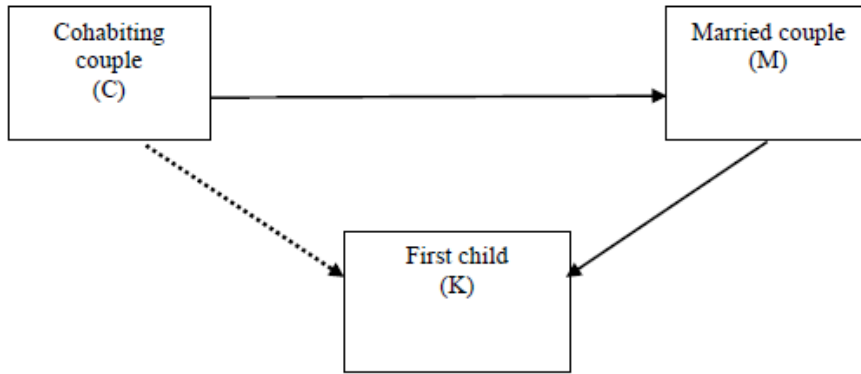 Cohabiting
couple
(C)
Married couple
(M)
First child
(K)